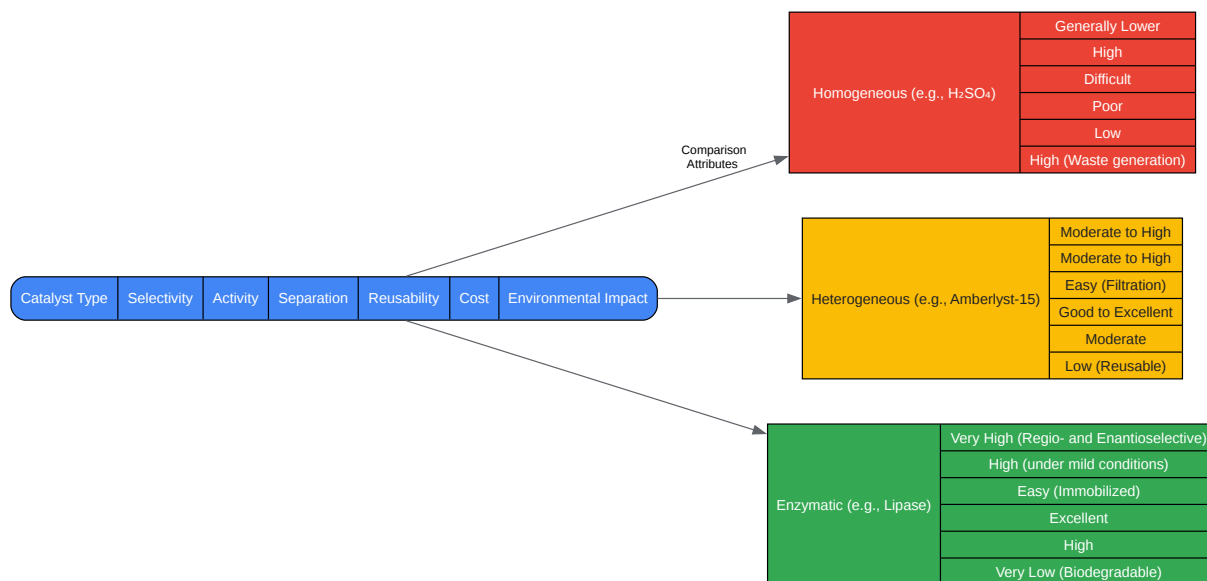 Catalyst Type
Selectivity
Activity
Separation
Reusability
Cost
Environmental Impact
Comparison
Attributes
Homogeneous (e.g., H₂SO₄)
Generally Lower
High
Difficult
Poor
Low
High (Waste generation)
Heterogeneous (e.g., Amberlyst-15)
Moderate to High
Moderate to High
Easy (Filtration)
Good to Excellent
Moderate
Low (Reusable)
Enzymatic (e.g., Lipase)
Very High (Regio- and Enantioselective)
High (under mild conditions)
Easy (Immobilized)
Excellent
High
Very Low (Biodegradable)